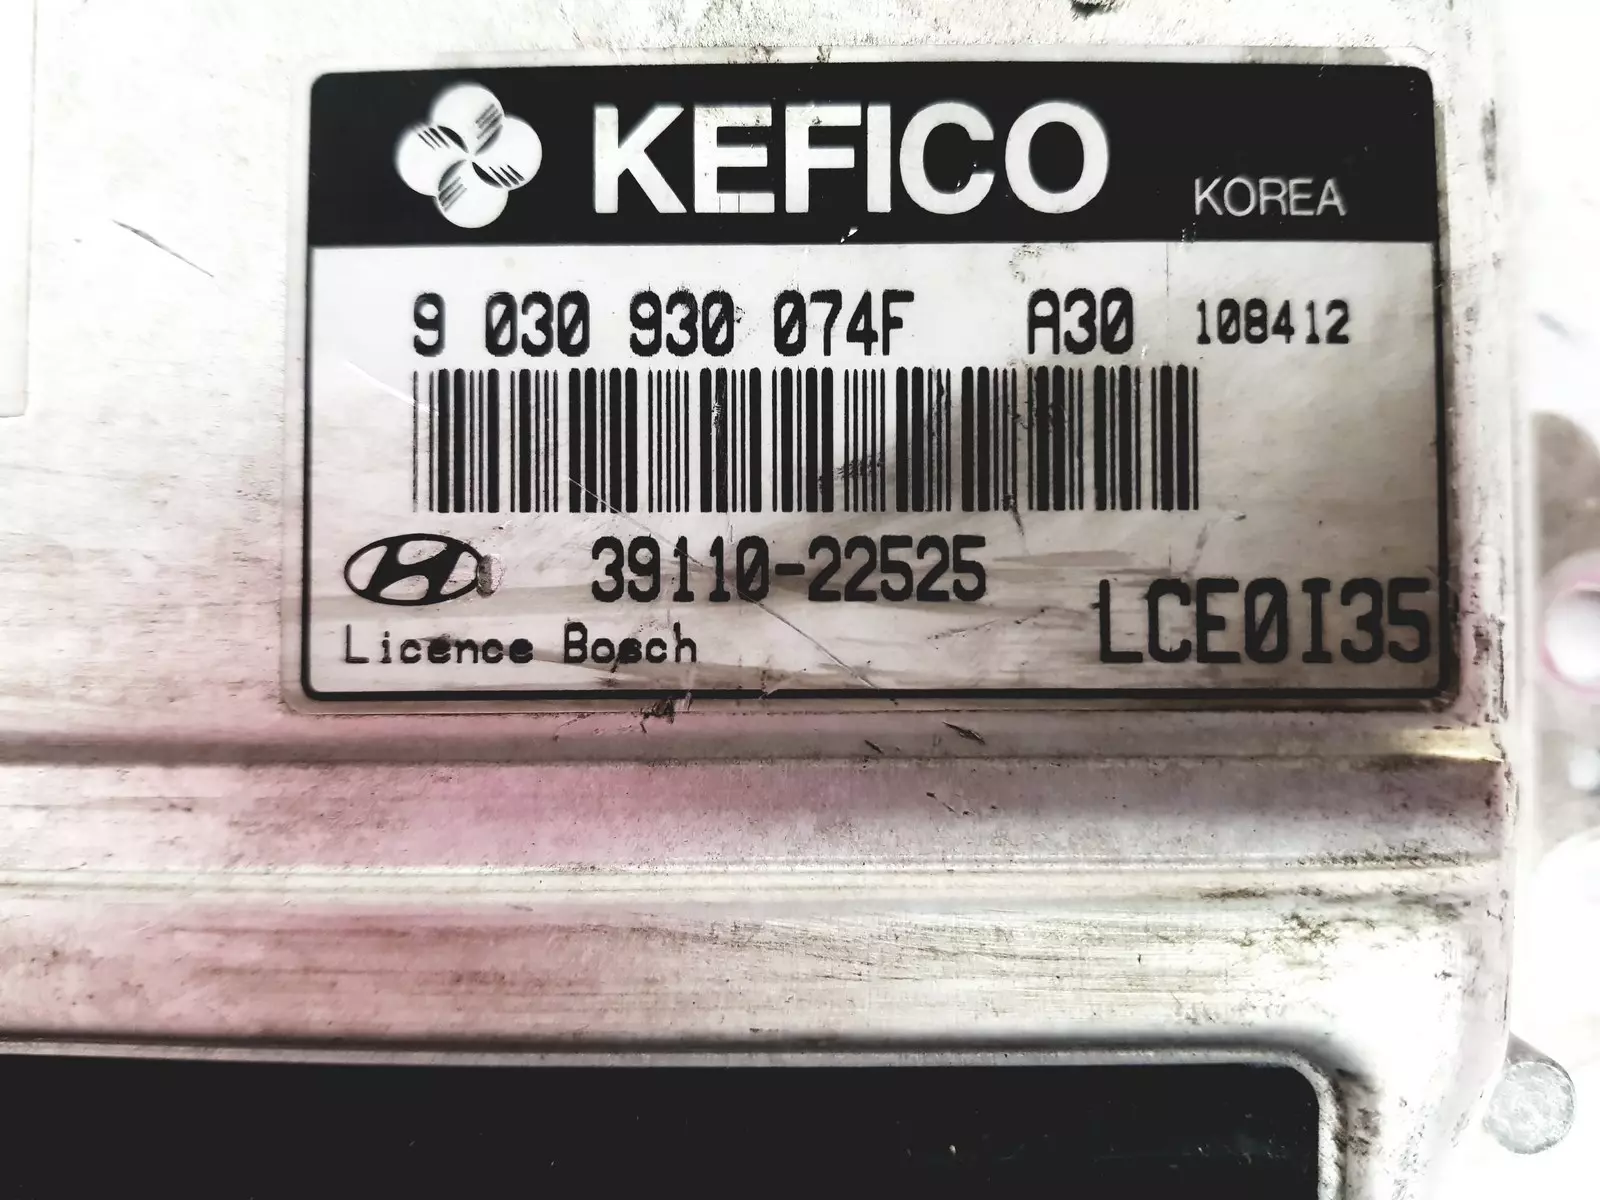 KEFICO KOREA
9 030 930 074F A30 108412
39110-22525
LCE0I35
Licence Bosch